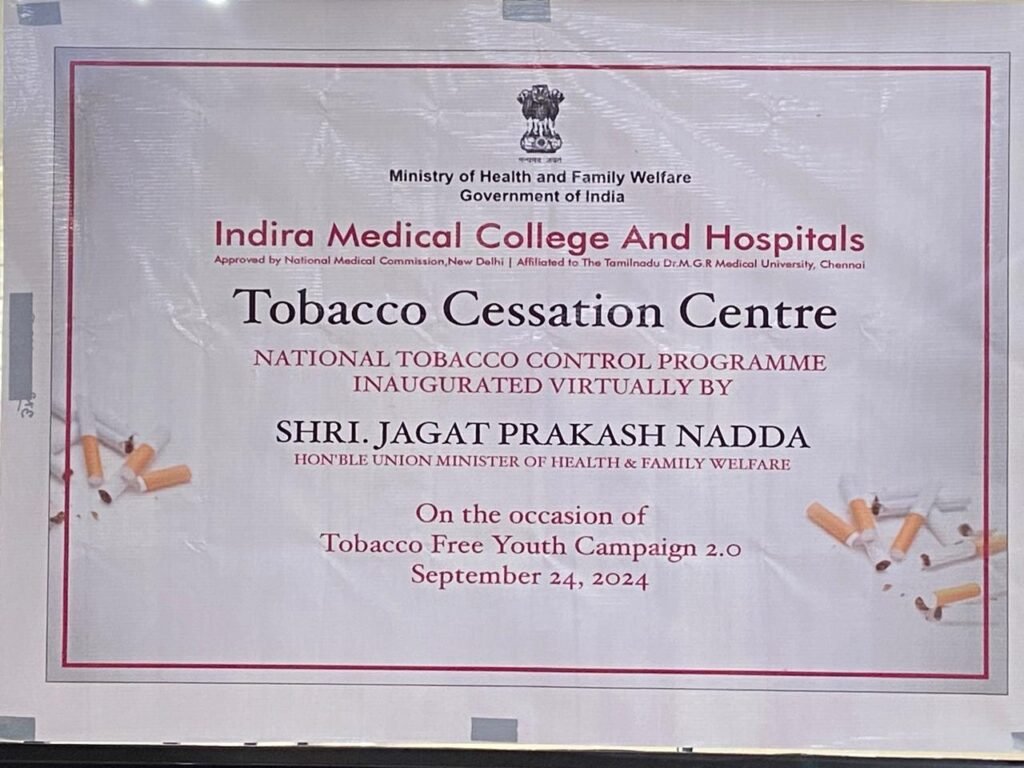 सत्यमेव जयते
Ministry of Health and Family Welfare
Government of India
Indira Medical College And Hospitals
Approved by National Medical Commission,New Delhi | Affiliated to The Tamilnadu Dr.M.G.R Medical University, Chennai
Tobacco Cessation Centre
NATIONAL TOBACCO CONTROL PROGRAMME
INAUGURATED VIRTUALLY BY
SHRI. JAGAT PRAKASH NADDA
HON'BLE UNION MINISTER OF HEALTH & FAMILY WELFARE
On the occasion of
Tobacco Free Youth Campaign 2.0
September 24, 2024